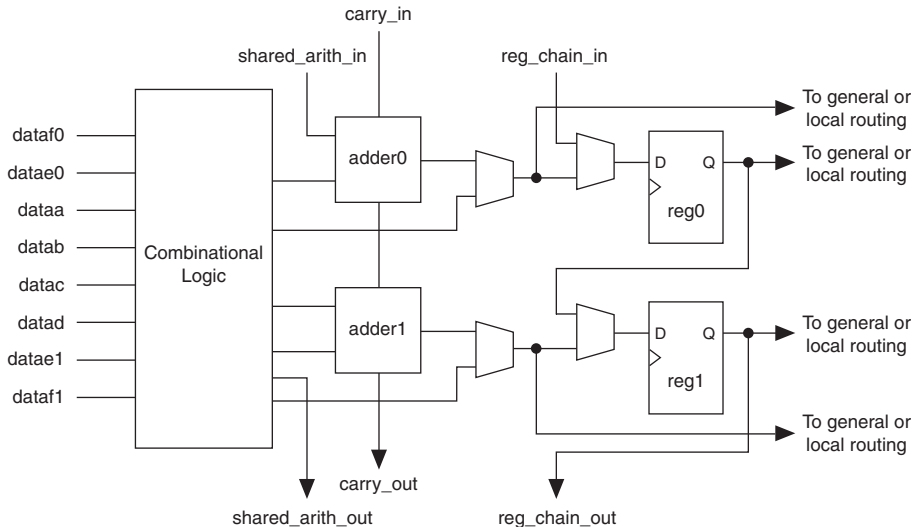 carry_in
shared_arith_in
reg_chain_in
To general or
local routing
dataf0
datae0
dataa
datab
datac
datad
datae1
dataf1
Combinational
Logic
adder0
D
Q
reg0
To general or
local routing
adder1
D
Q
reg1
To general or
local routing
To general or
local routing
carry_out
shared_arith_out
reg_chain_out